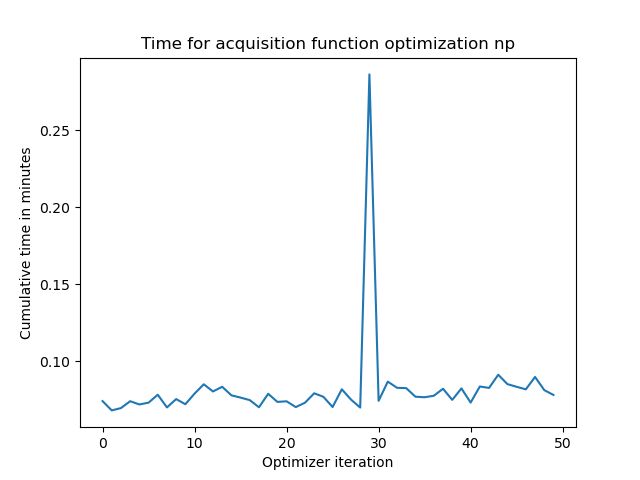 Time for acquisition function optimization np
Cumulative time in minutes
0.25
0.20
0.15
0.10
0 10 20 30 40 50
Optimizer iteration